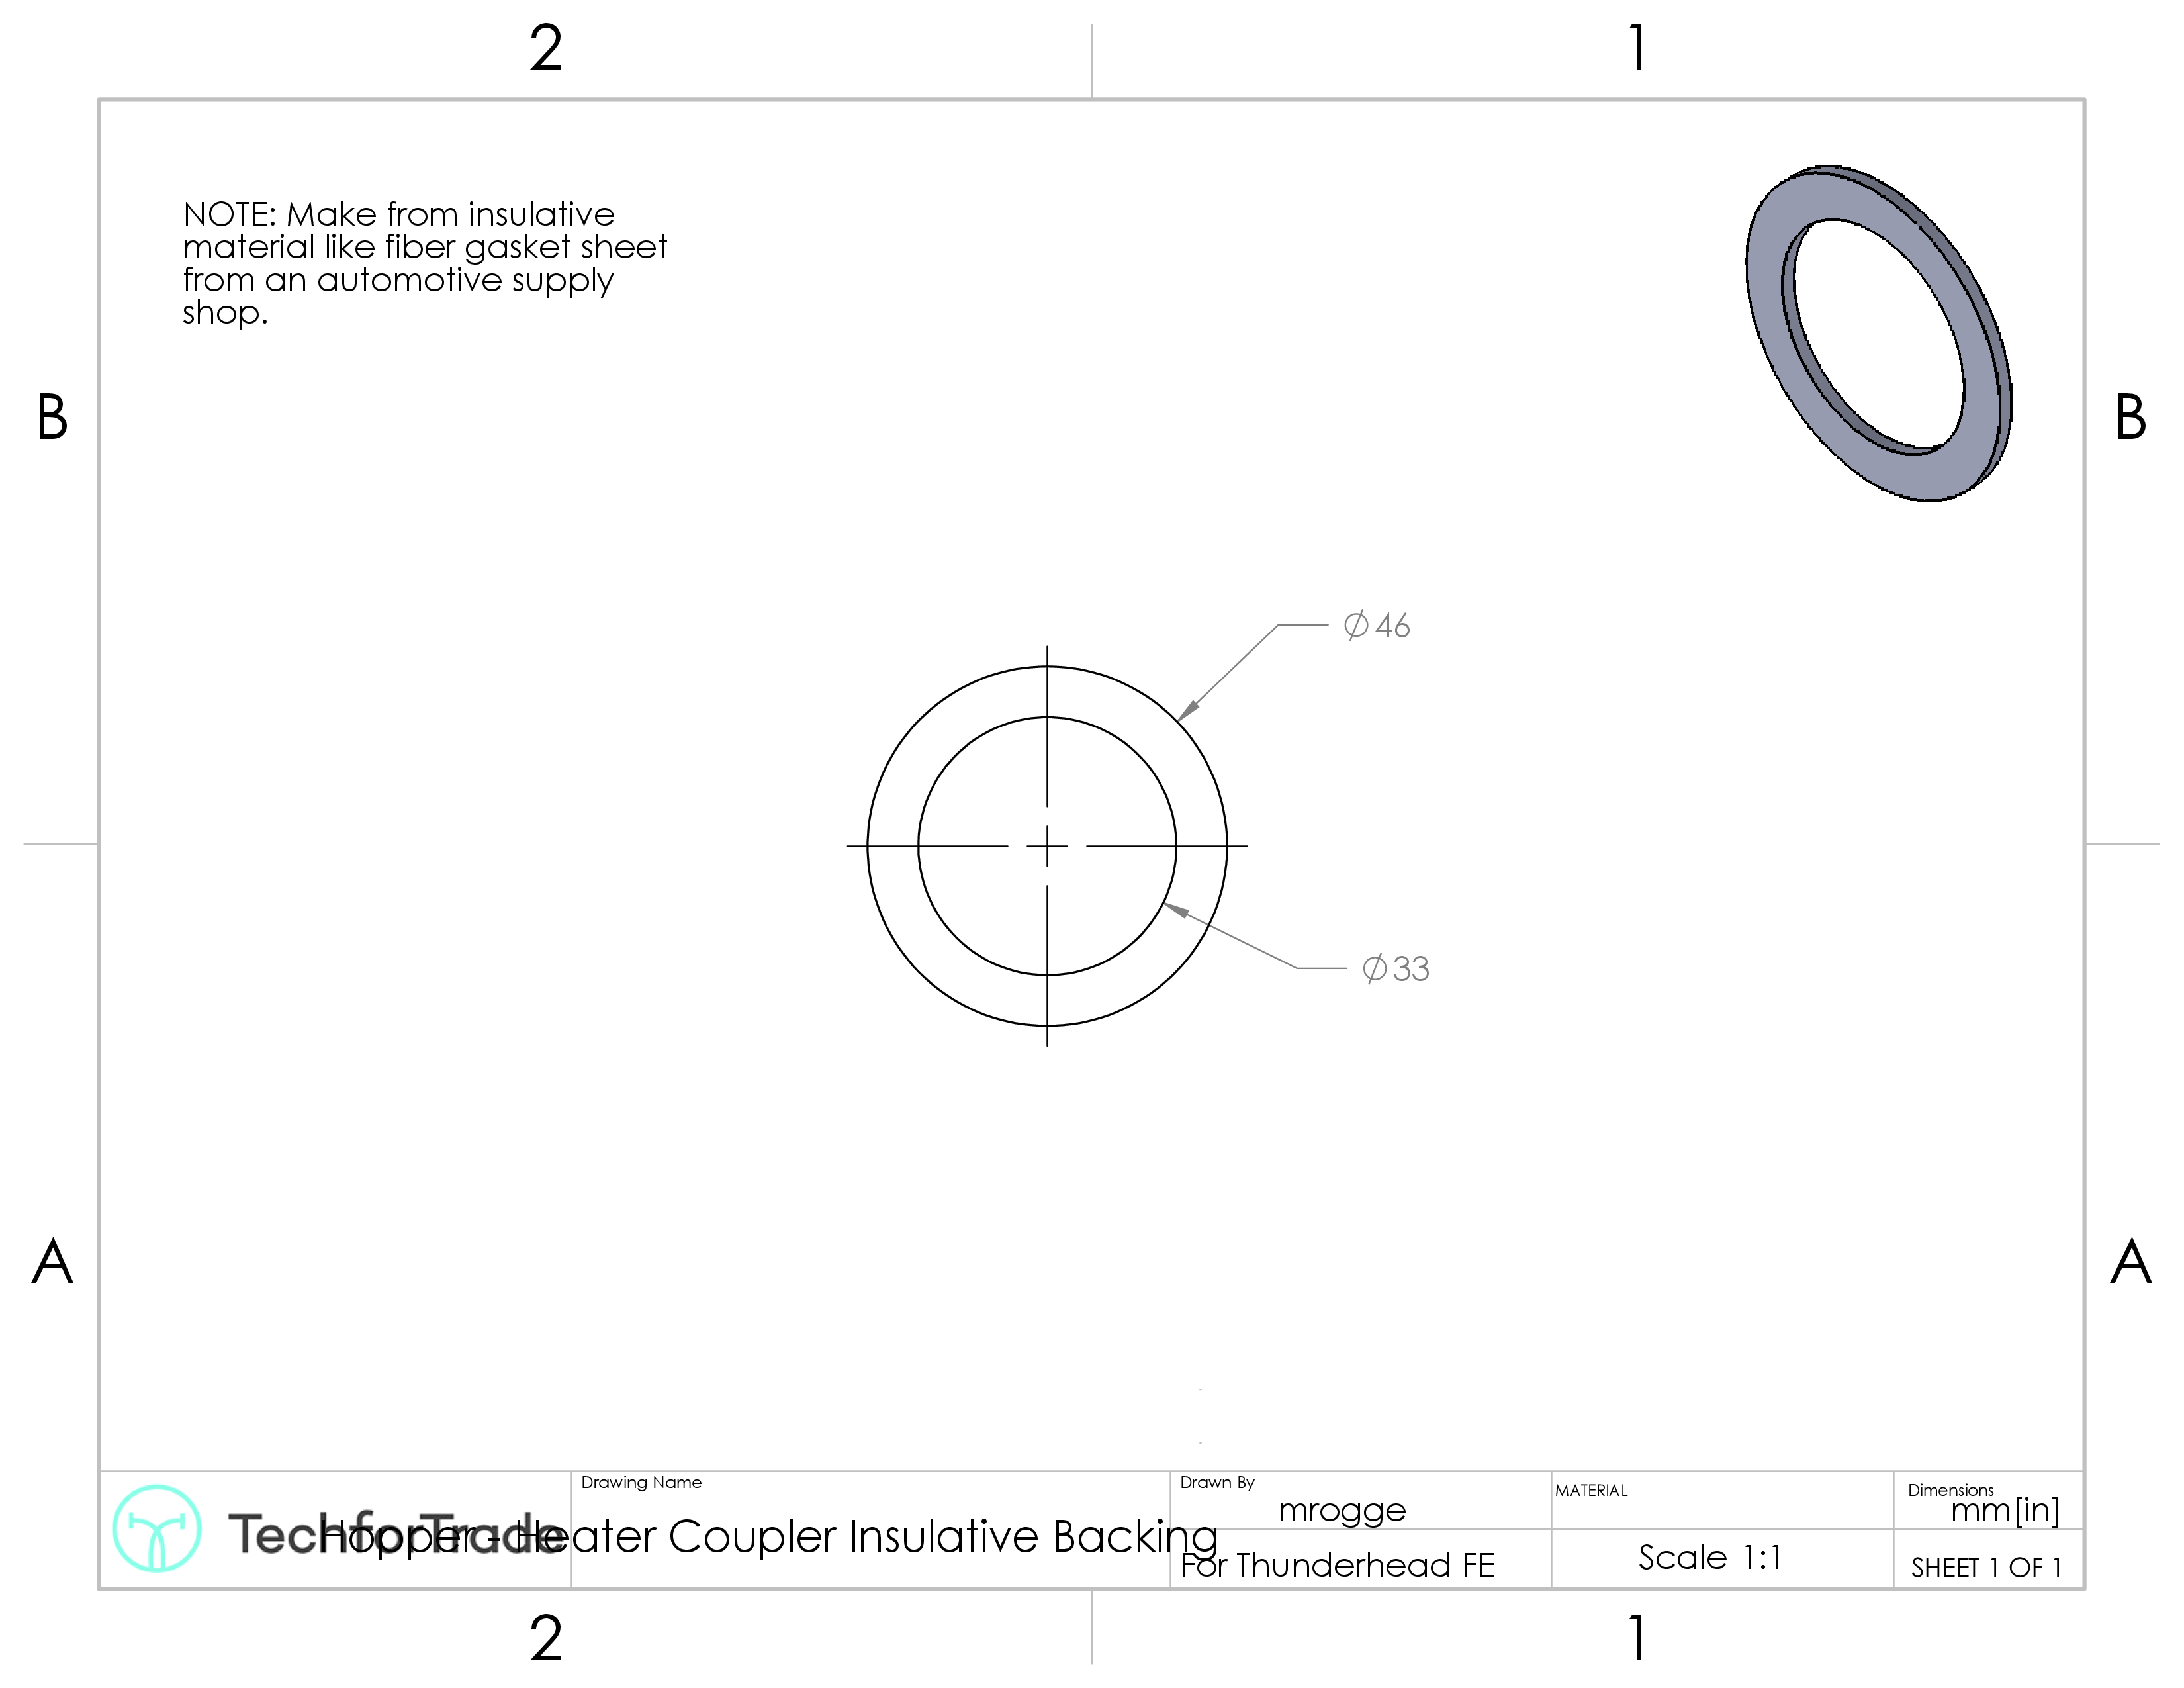 2 1
NOTE: Make from insulative
material like fiber gasket sheet
from an automotive supply
shop.
B B
⌀46
⌀33
A A
TechforTrade
Drawing Name
Hopper - Heater Coupler Insulative Backing
Drawn By
mrogge
For Thunderhead FE
MATERIAL
Scale 1:1
Dimensions
mm[in]
SHEET 1 OF 1
2 1